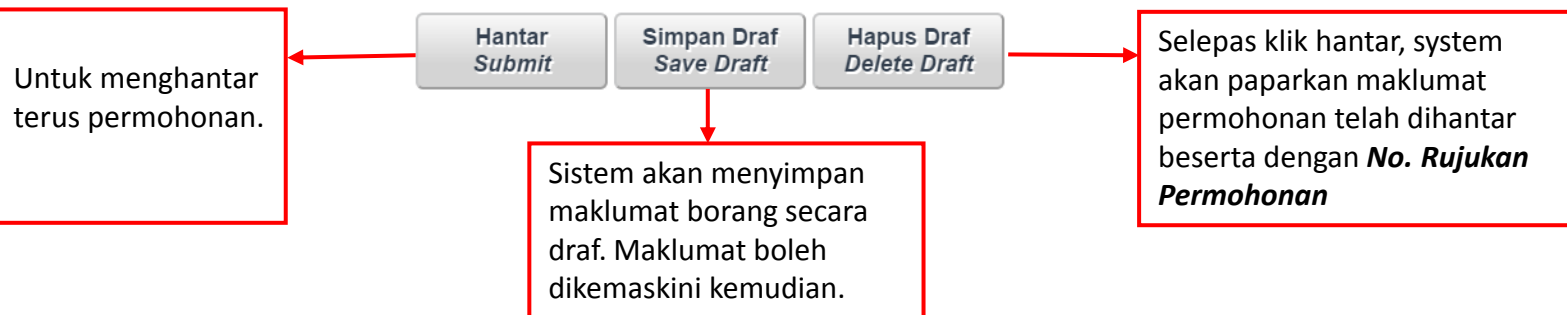 Hantar
Submit
Simpan Draf
Save Draft
Hapus Draf
Delete Draft
Untuk menghantar
terus permohonan.
Sistem akan menyimpan
maklumat borang secara
draf. Maklumat boleh
dikemaskini kemudian.
Selepas klik hantar, system
akan paparkan maklumat
permohonan telah dihantar
beserta dengan No. Rujukan
Permohonan